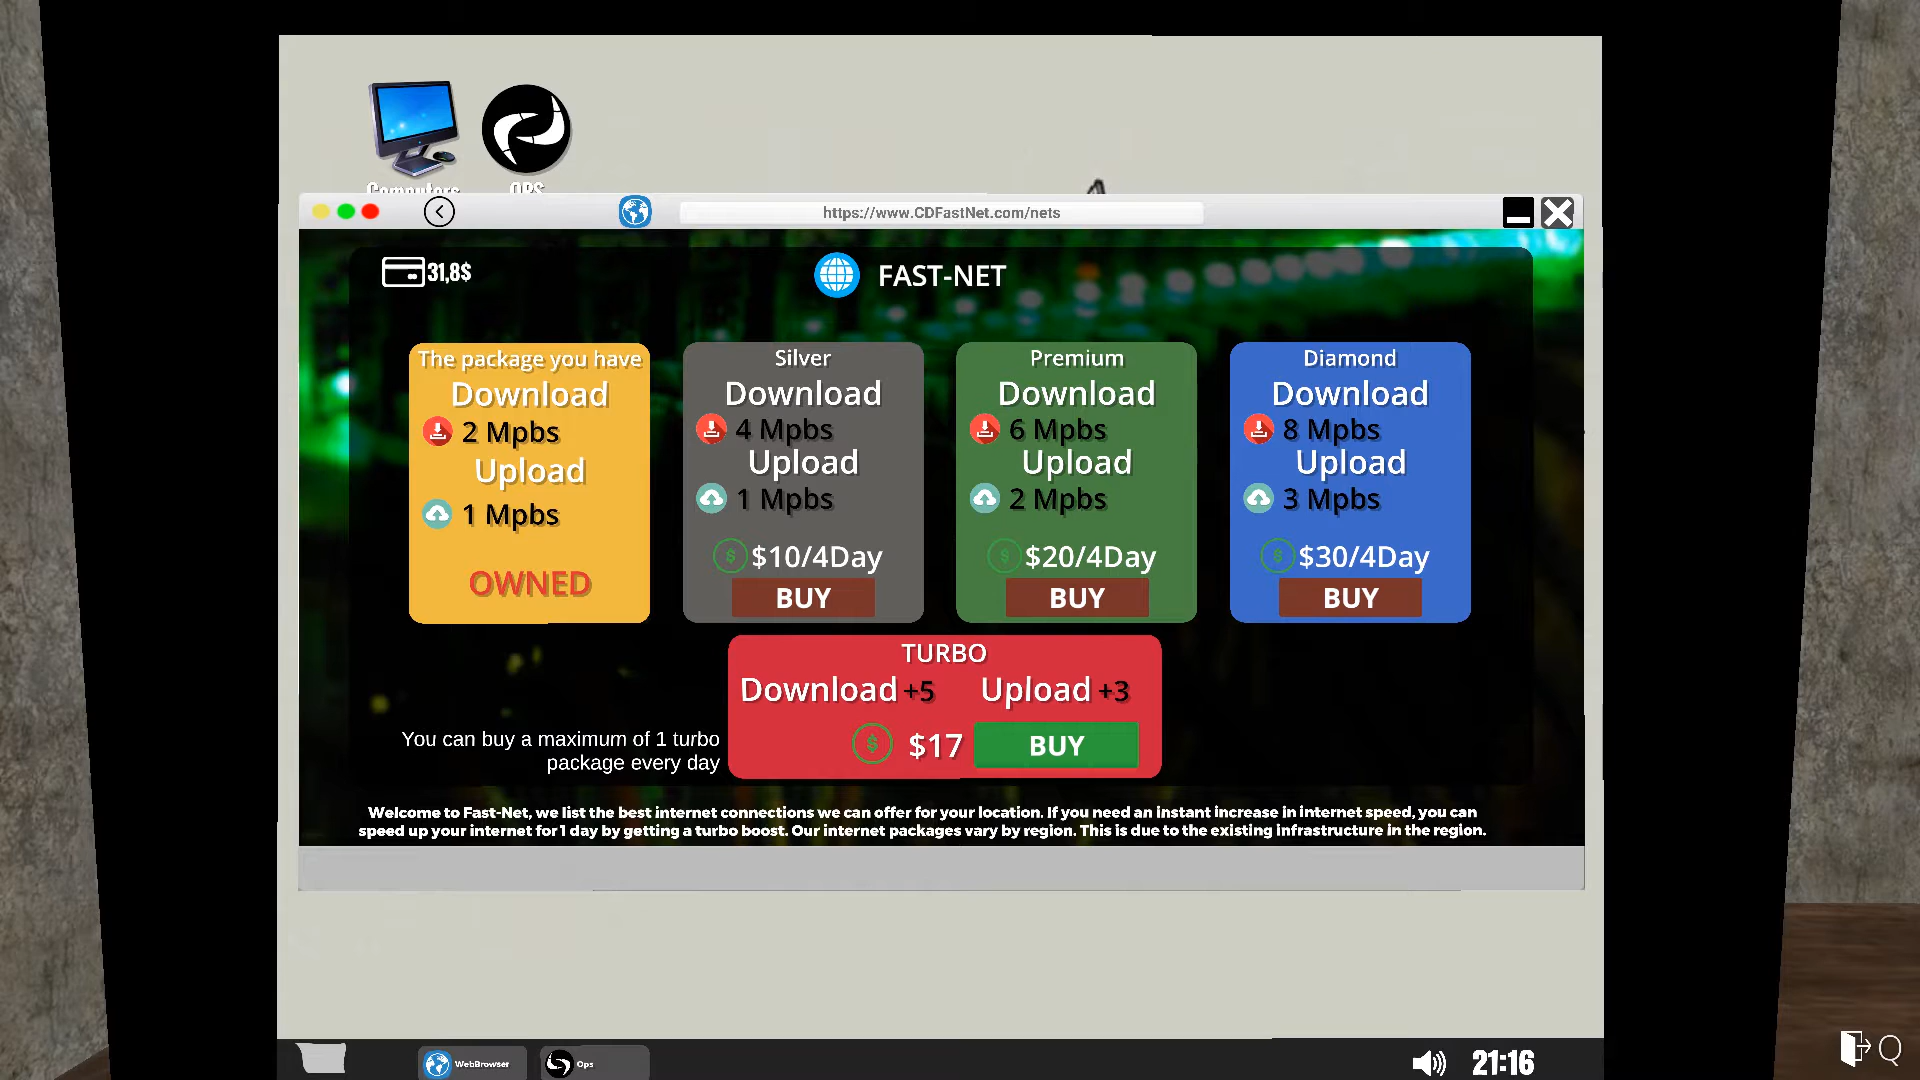 Computers
OPS
https://www.CDFastNet.com/nets
31,8$
FAST-NET
The package you have
Download
2 Mpbs
Upload
1 Mpbs
OWNED
Silver
Download
4 Mpbs
Upload
1 Mpbs
$10/4Day
BUY
Premium
Download
6 Mpbs
Upload
2 Mpbs
$20/4Day
BUY
Diamond
Download
8 Mpbs
Upload
3 Mpbs
$30/4Day
BUY
TURBO
Download +5 Upload +3
$17 BUY
You can buy a maximum of 1 turbo
package every day
Welcome to Fast-Net, we list the best internet connections we can offer for your location. If you need an instant increase in internet speed, you can
speed up your internet for 1 day by getting a turbo boost. Our internet packages vary by region. This is due to the existing infrastructure in the region.
WebBrowser
Ops
21:16
Q